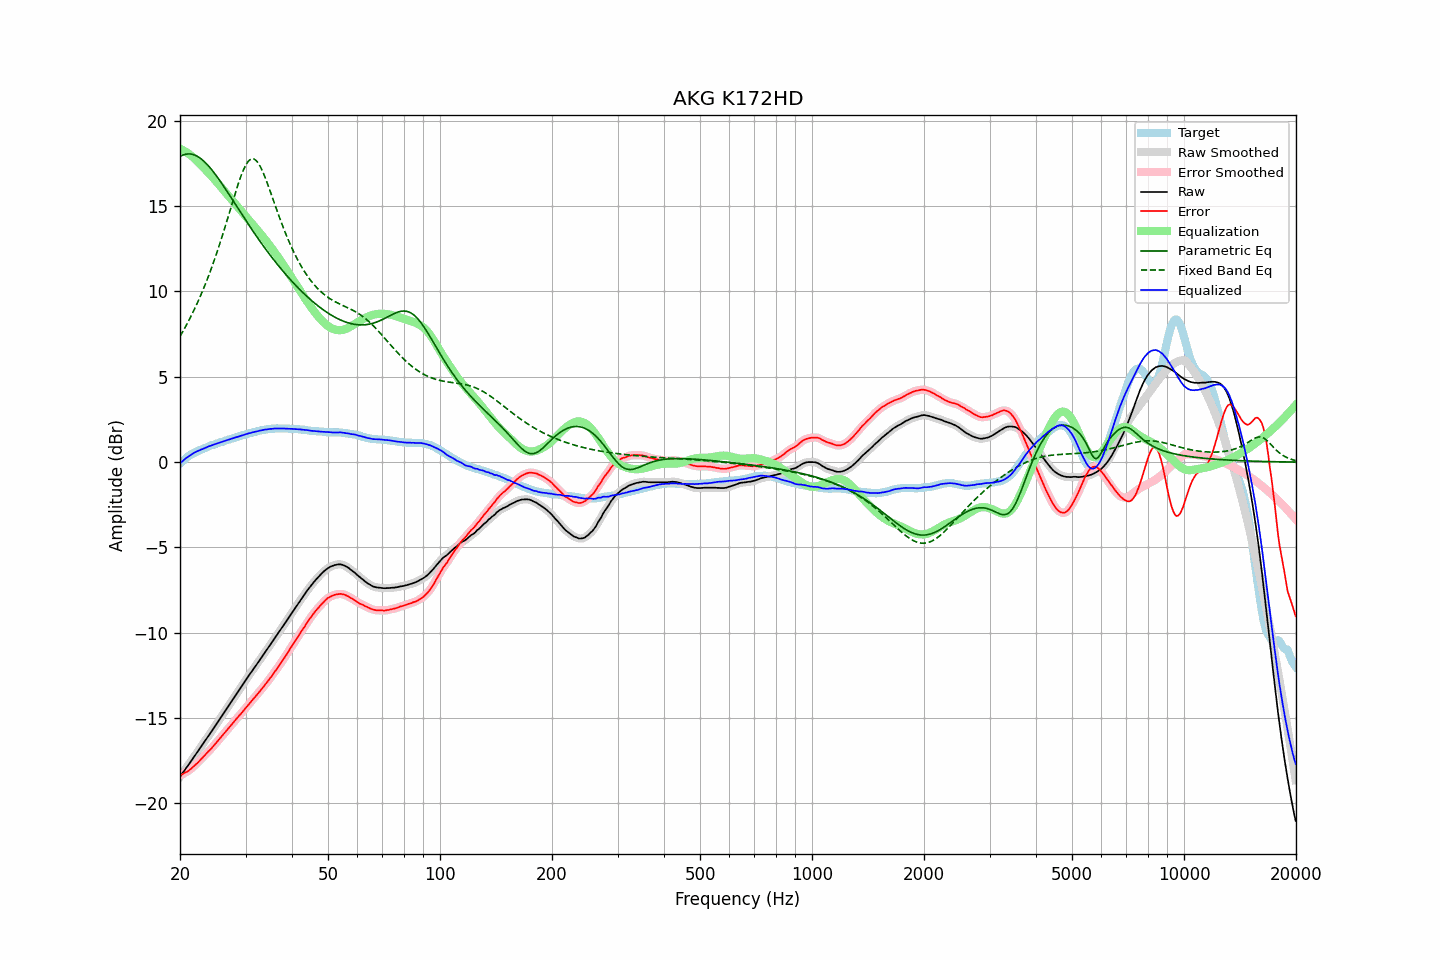 AKG K172HD
Target
Raw Smoothed
Error Smoothed
Raw
Error
Equalization
Parametric Eq
Fixed Band Eq
Equalized
Amplitude (dBr)
20
15
10
5
0
−5
−10
−15
−20
20
50
100
200
500
1000
2000
5000
10000
20000
Frequency (Hz)